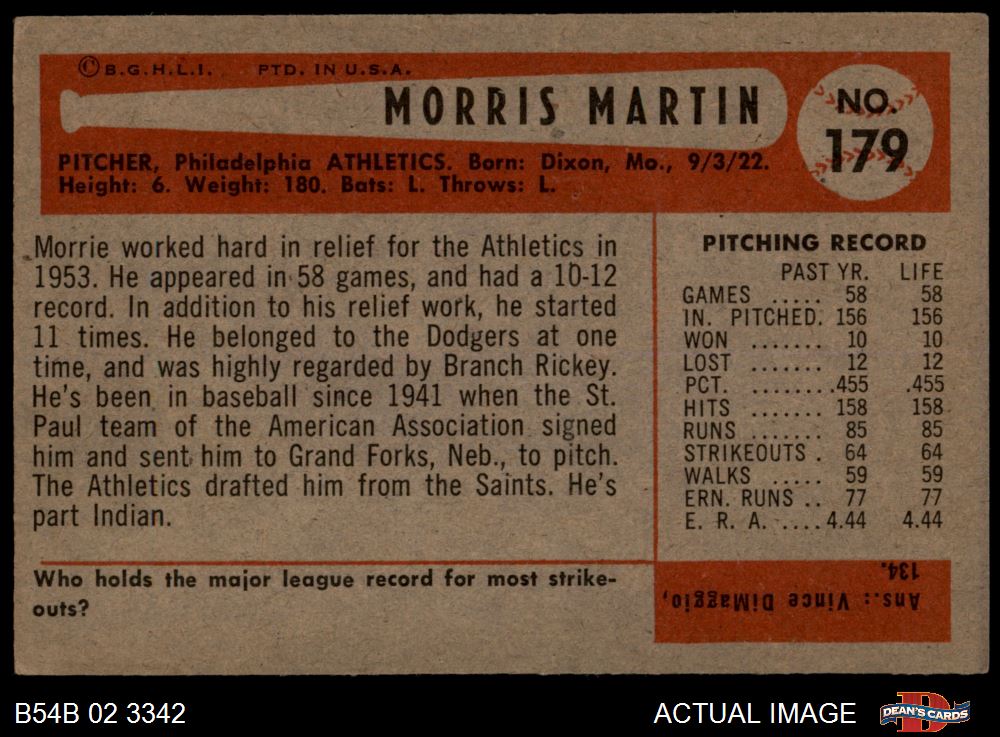 ©B.G.H.L.I. PTD. IN U.S.A.
MORRIS MARTIN
NO.
179
PITCHER, Philadelphia ATHLETICS. Born: Dixon, Mo., 9/3/22.
Height: 6. Weight: 180. Bats: L. Throws: L.
Morrie worked hard in relief for the Athletics in
1953. He appeared in 58 games, and had a 10-12
record. In addition to his relief work, he started
11 times. He belonged to the Dodgers at one
time, and was highly regarded by Branch Rickey.
He's been in baseball since 1941 when the St.
Paul team of the American Association signed
him and sent him to Grand Forks, Neb., to pitch.
The Athletics drafted him from the Saints. He's
part Indian.
PITCHING RECORD
PAST YR. LIFE
GAMES ..... 58 58
IN. PITCHED. 156 156
WON ....... 10 10
LOST ....... 12 12
PCT. ........455 .455
HITS ....... 158 158
RUNS ....... 85 85
STRIKEOUTS . 64 64
WALKS ..... 59 59
ERN. RUNS .. 77 77
E. R. A. ....4.44 4.44
Who holds the major league record for most strike-
outs?
Ans.: Vince DiMaggio,
134.
B54B 02 3342
ACTUAL IMAGE
DEAN'S CARDS